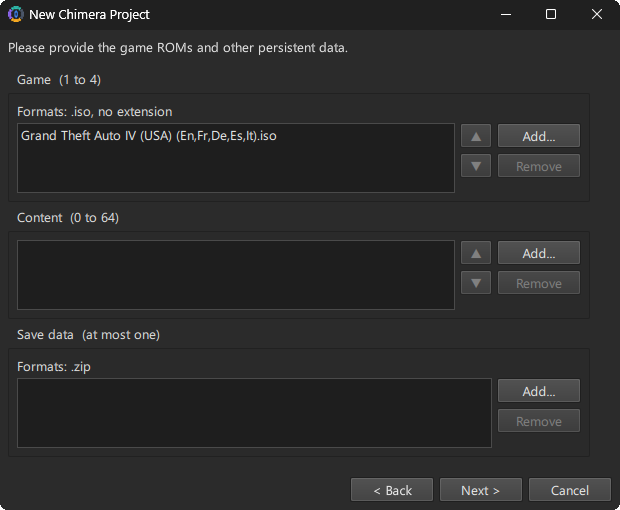 New Chimera Project
Please provide the game ROMs and other persistent data.
Game (1 to 4)
Formats: .iso, no extension
Grand Theft Auto IV (USA) (En,Fr,De,Es,It).iso
Add...
Remove
Content (0 to 64)
Add...
Remove
Save data (at most one)
Formats: .zip
Add...
Remove
< Back
Next >
Cancel